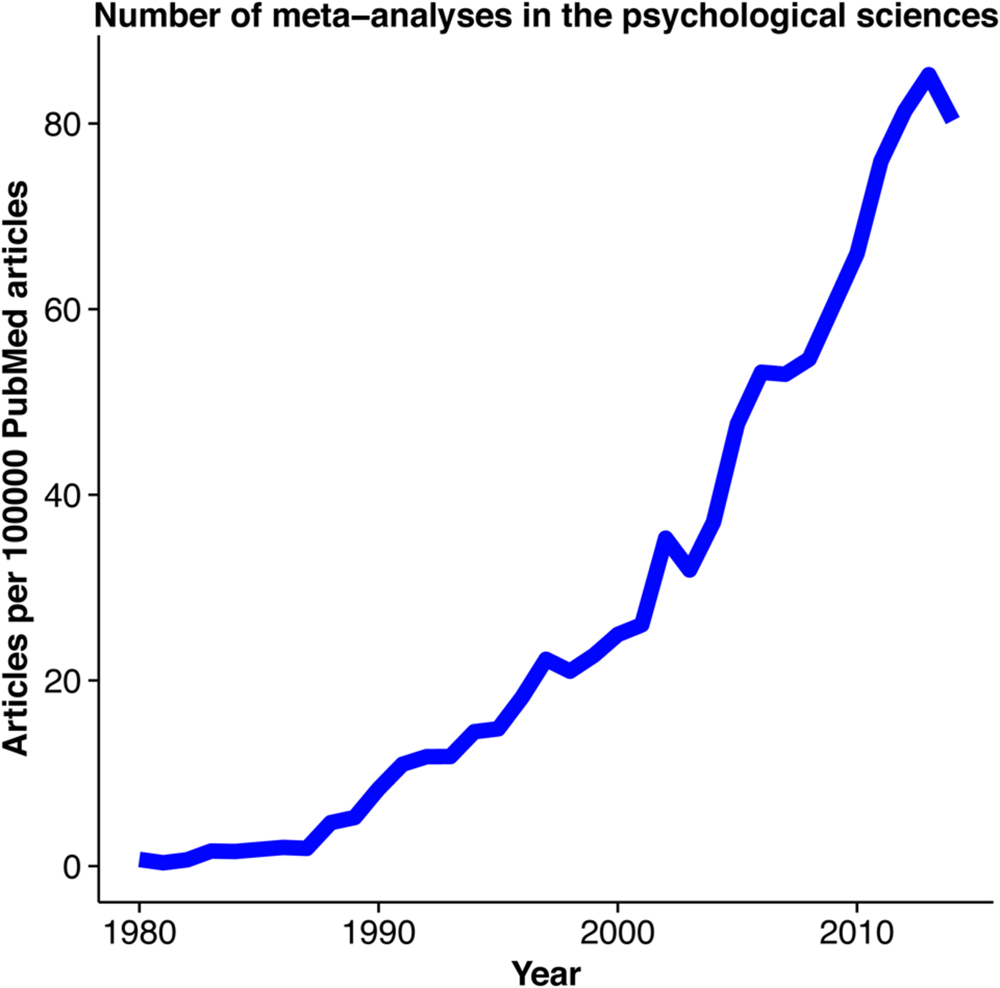 Number of meta−analyses in the psychological sciences
Articles per 100000 PubMed articles
80
60
40
20
0
1980 1990 2000 2010
Year